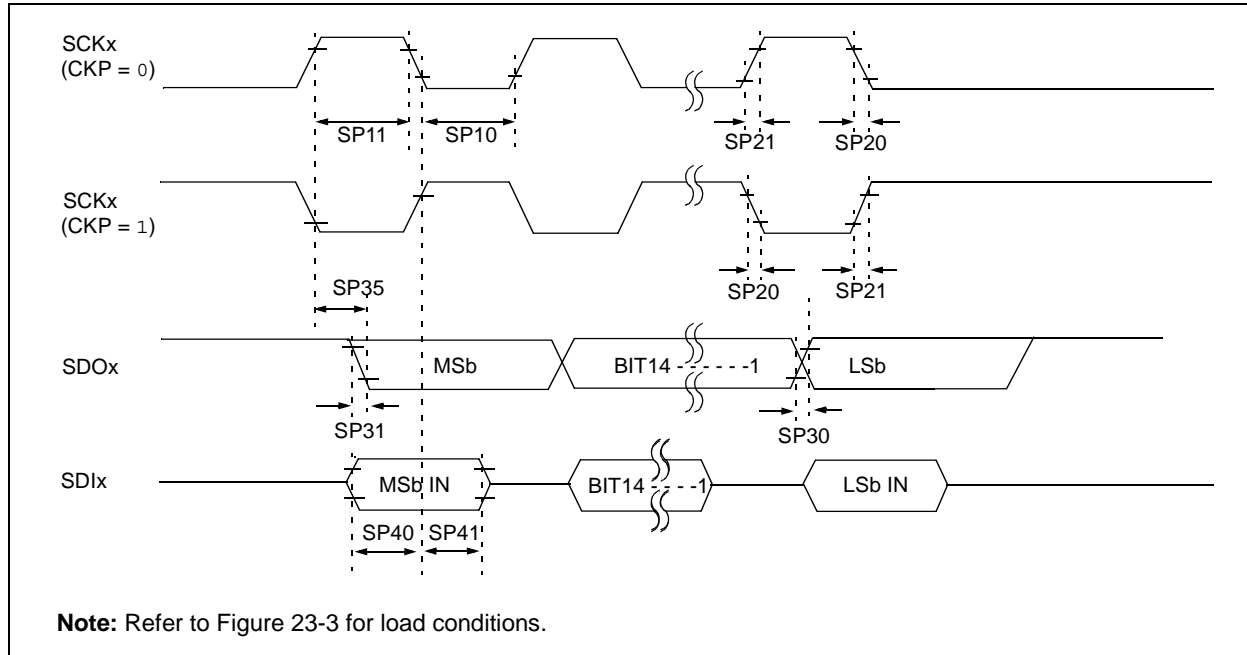 SCKx
(CKP = 0)
SP11
SP10
SP21
SP20
SCKx
(CKP = 1)
SP35
SP20
SP21
SDOx
MSb
BIT14 - - - - - -1
LSb
SP31
SP30
SDIx
MSb IN
BIT14 - - - -1
LSb IN
SP40
SP41
Note: Refer to Figure 23-3 for load conditions.